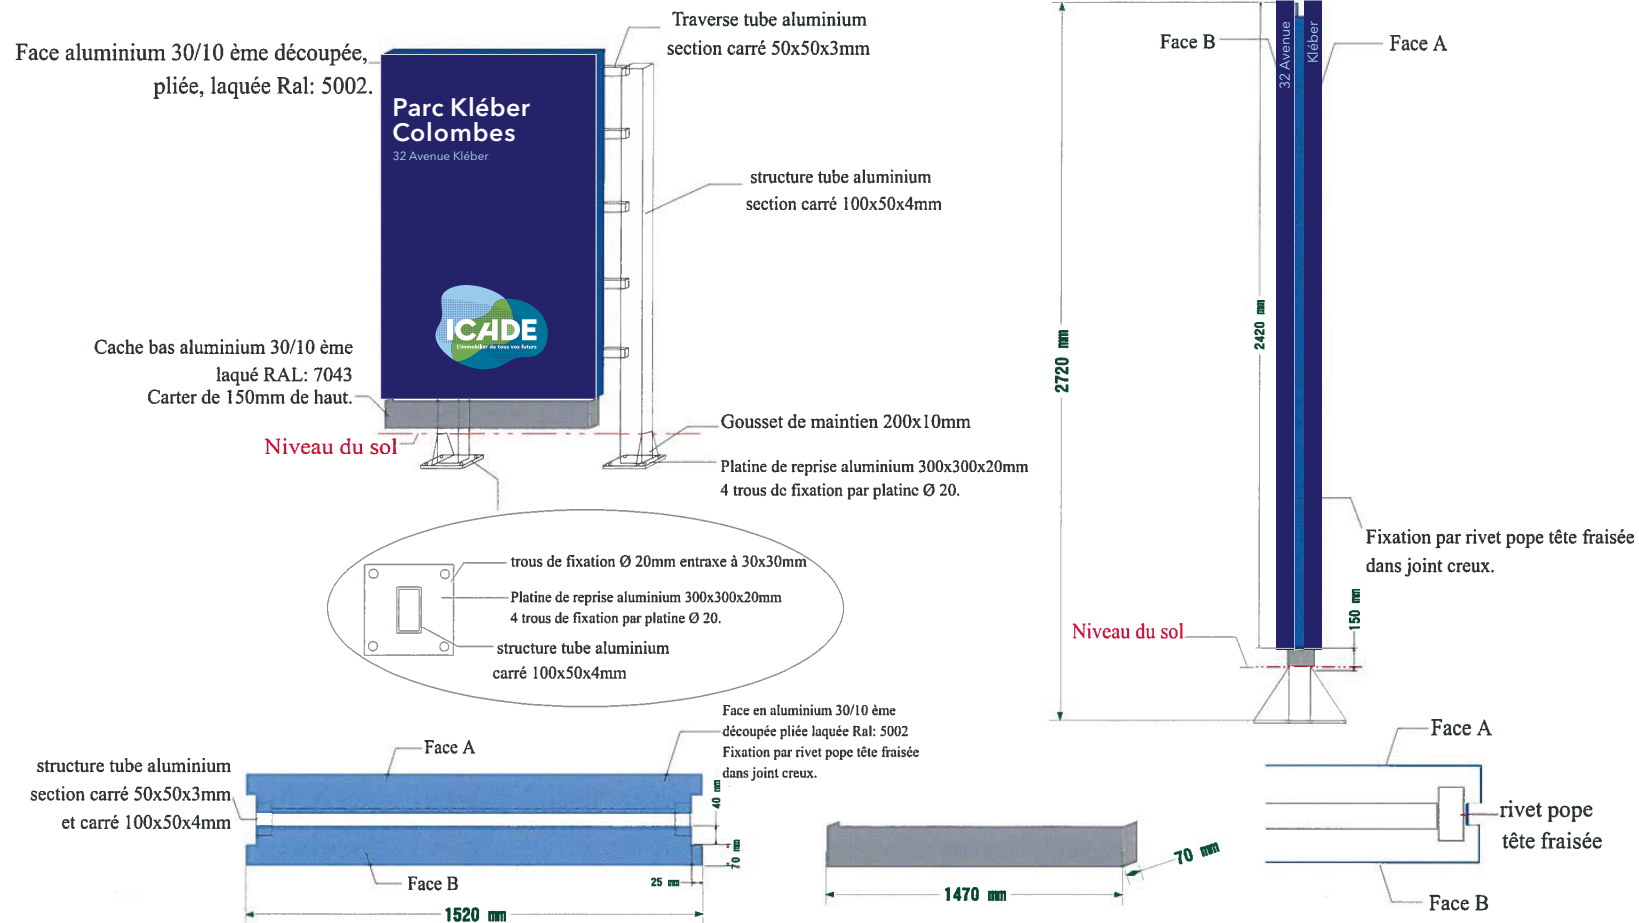 Face aluminium 30/10 ème découpée,
pliée, laquée Ral: 5002.
Traverse tube aluminium
section carré 50x50x3mm
Parc Kléber
Colombes
32 Avenue Kléber
structure tube aluminium
section carré 100x50x4mm
ICADE
L'immobilier de tous vos futurs
Cache bas aluminium 30/10 ème
laqué RAL: 7043
Carter de 150mm de haut.
Niveau du sol
Gousset de maintien 200x10mm
Platine de reprise aluminium 300x300x20mm
4 trous de fixation par platine Ø 20.
trous de fixation Ø 20mm entraxe à 30x30mm
Platine de reprise aluminium 300x300x20mm
4 trous de fixation par platine Ø 20.
structure tube aluminium
carré 100x50x4mm
Face B
Face A
32 Avenue
Kléber
2720 mm
2420 mm
Fixation par rivet pope tête fraisée
dans joint creux.
150 mm
Niveau du sol
Face en aluminium 30/10 ème
découpée pliée laquée Ral: 5002
Fixation par rivet pope tête fraisée
dans joint creux.
Face A
structure tube aluminium
section carré 50x50x3mm
et carré 100x50x4mm
40 mm
70 mm
25 mm
Face B
1520 mm
70 mm
1470 mm
Face A
rivet pope
tête fraisée
Face B